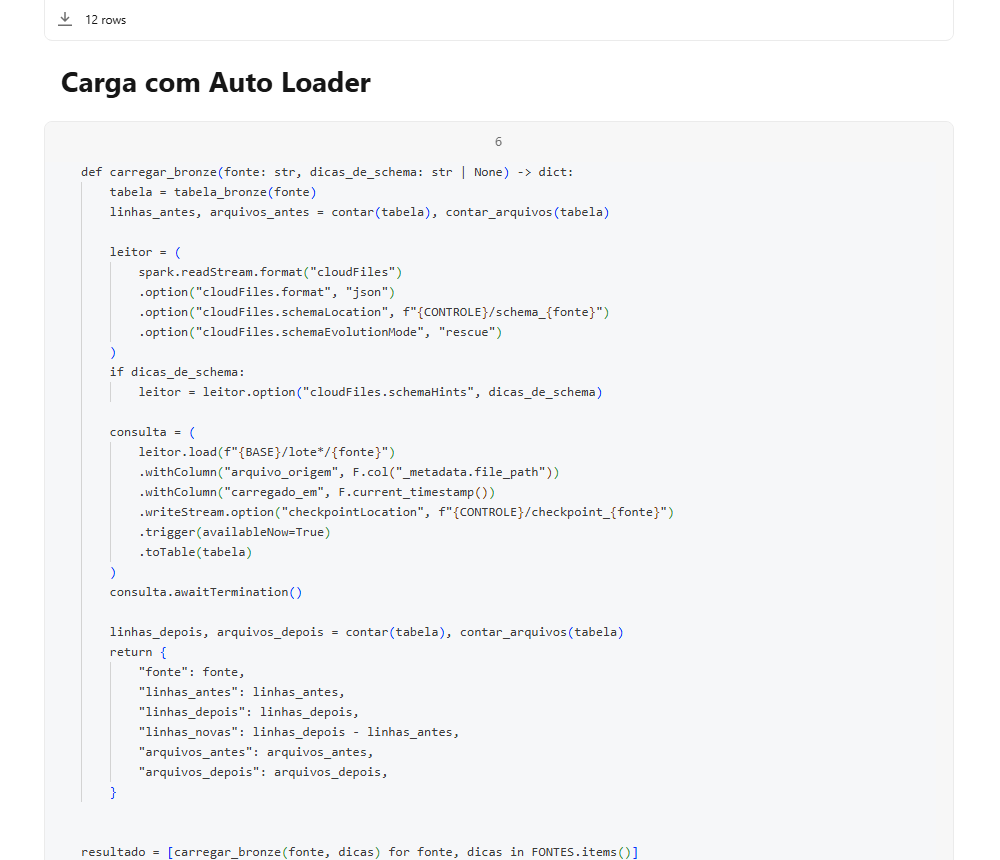 12 rows
Carga com Auto Loader
6
def carregar_bronze(fonte: str, dicas_de_schema: str | None) -> dict:
    tabela = tabela_bronze(fonte)
    linhas_antes, arquivos_antes = contar(tabela), contar_arquivos(tabela)

    leitor = (
        spark.readStream.format("cloudFiles")
        .option("cloudFiles.format", "json")
        .option("cloudFiles.schemaLocation", f"{CONTROLE}/schema_{fonte}")
        .option("cloudFiles.schemaEvolutionMode", "rescue")
    )
    if dicas_de_schema:
        leitor = leitor.option("cloudFiles.schemaHints", dicas_de_schema)

    consulta = (
        leitor.load(f"{BASE}/lote*/{fonte}")
        .withColumn("arquivo_origem", F.col("_metadata.file_path"))
        .withColumn("carregado_em", F.current_timestamp())
        .writeStream.option("checkpointLocation", f"{CONTROLE}/checkpoint_{fonte}")
        .trigger(availableNow=True)
        .toTable(tabela)
    )
    consulta.awaitTermination()

    linhas_depois, arquivos_depois = contar(tabela), contar_arquivos(tabela)
    return {
        "fonte": fonte,
        "linhas_antes": linhas_antes,
        "linhas_depois": linhas_depois,
        "linhas_novas": linhas_depois - linhas_antes,
        "arquivos_antes": arquivos_antes,
        "arquivos_depois": arquivos_depois,
    }

resultado = [carregar_bronze(fonte, dicas) for fonte, dicas in FONTES.items()]